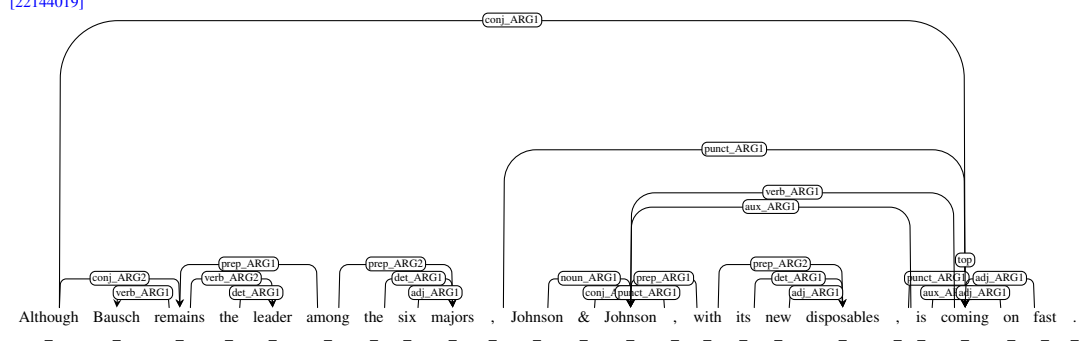 [22144019]
conj_ARG1
punct_ARG1
verb_ARG1
aux_ARG1
top
prep_ARG1 prep_ARG2 prep_ARG2
conj_ARG2 verb_ARG2 det_ARG1 noun_ARG1 prep_ARG1 det_ARG1 punct_ARG1 adj_ARG1
verb_ARG1 det_ARG1 adj_ARG1 punct_ARG1 adj_ARG1 adj_ARG1
Although Bausch remains the leader among the six majors , Johnson & Johnson , with its new disposables , is coming on fast .
_ _ _ _ _ _ _ _ _ _ _ _ _ _ _ _ _ _ _ _ _ _ _ _ _